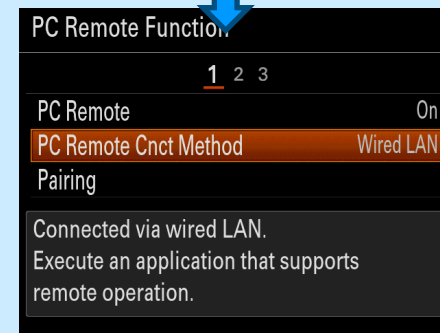 PC Remote Function
1 2 3
PC Remote On
PC Remote Cnct Method Wired LAN
Pairing
Connected via wired LAN.
Execute an application that supports
remote operation.